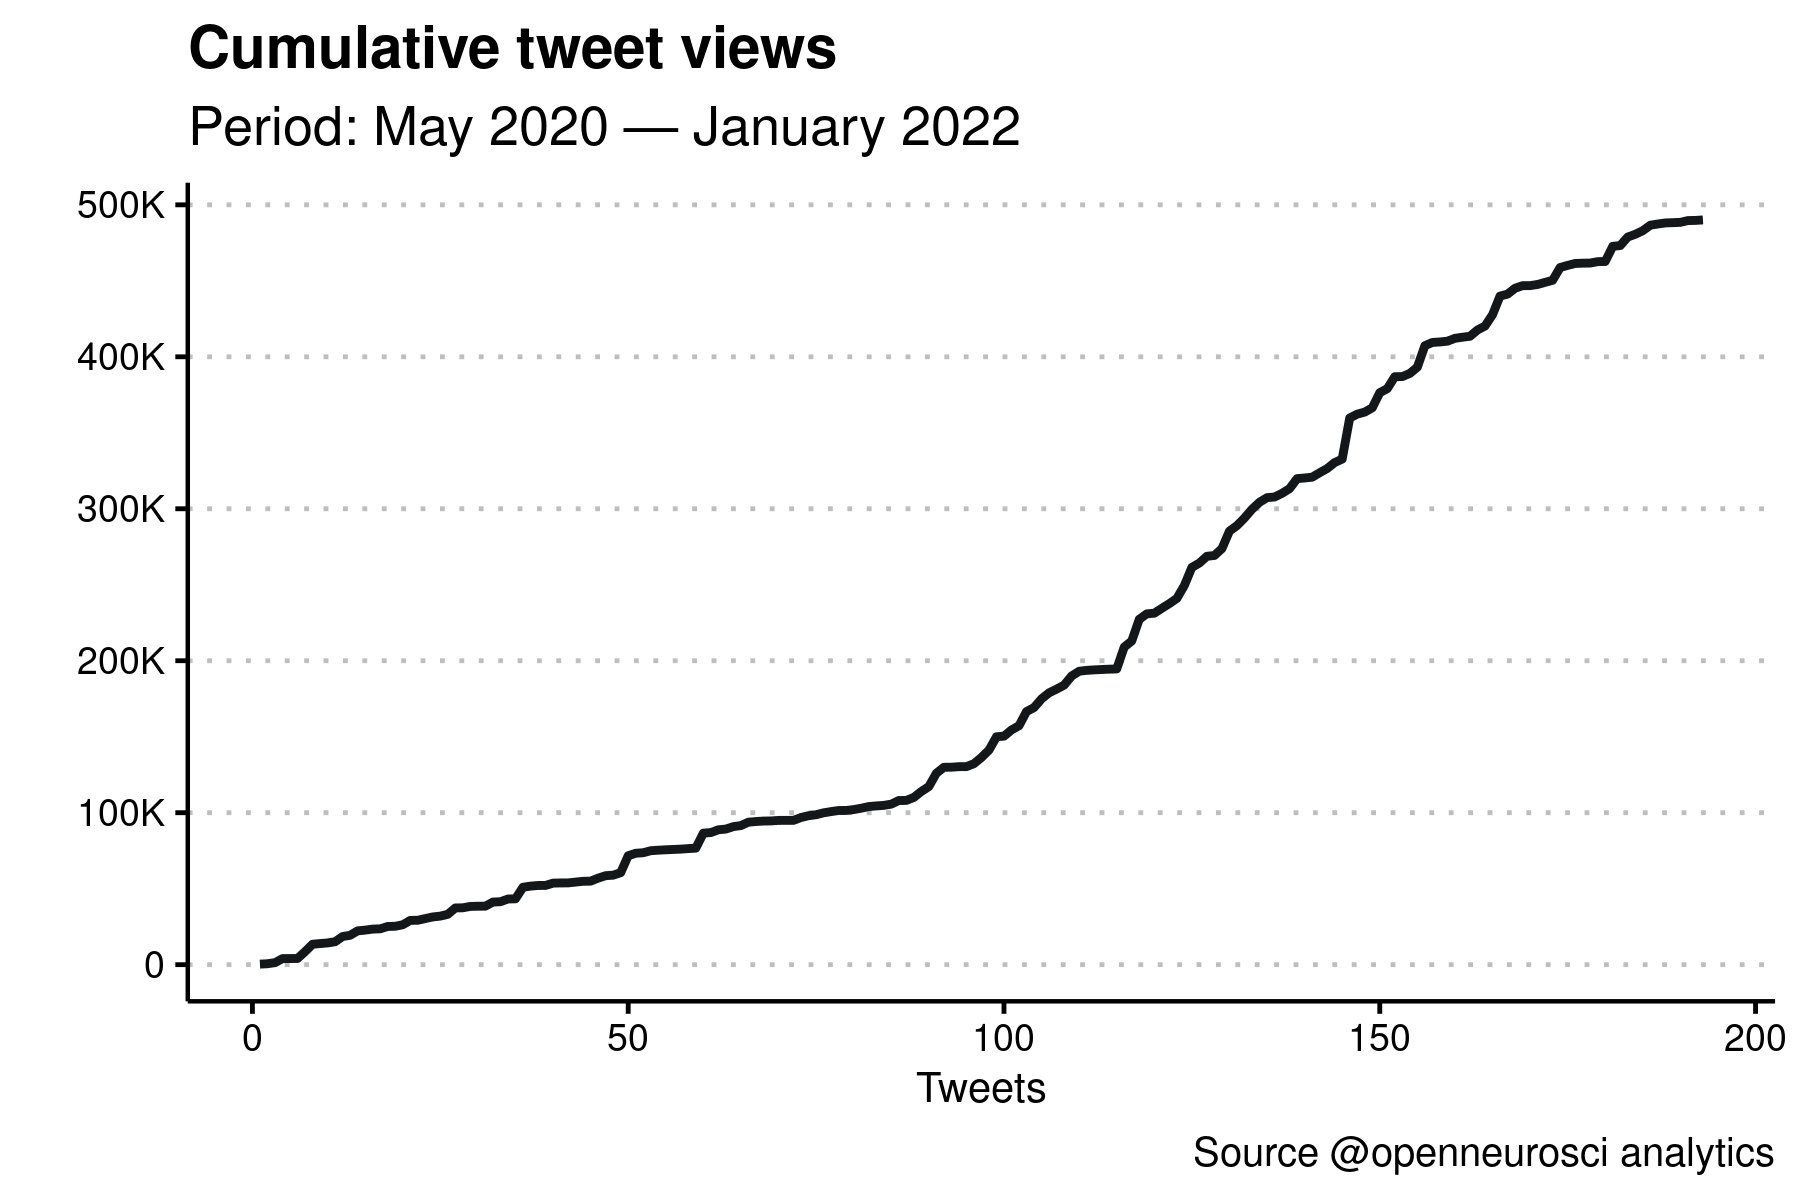 Cumulative tweet views
Period: May 2020 — January 2022
500K
400K
300K
200K
100K
0
0 50 100 150 200
Tweets
Source @openneurosci analytics